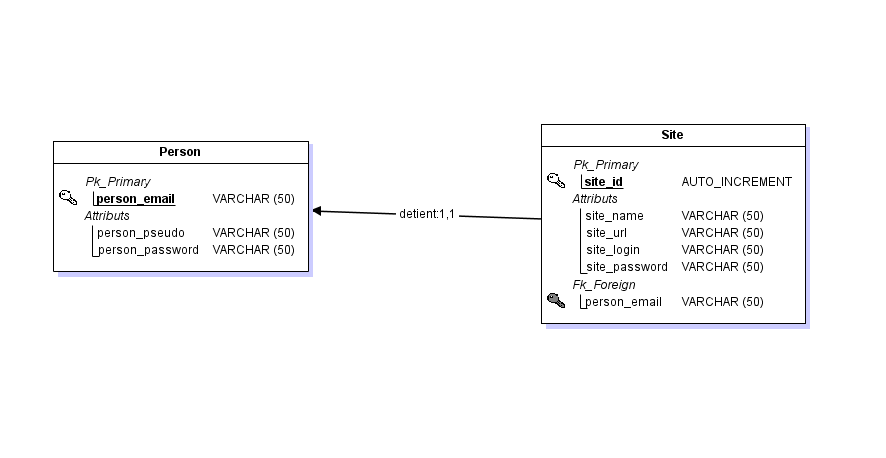 Person
Pk_Primary
person_email VARCHAR (50)
Attributs
person_pseudo VARCHAR (50)
person_password VARCHAR (50)
detient:1,1
Site
Pk_Primary
site_id AUTO_INCREMENT
Attributs
site_name VARCHAR (50)
site_url VARCHAR (50)
site_login VARCHAR (50)
site_password VARCHAR (50)
Fk_Foreign
person_email VARCHAR (50)